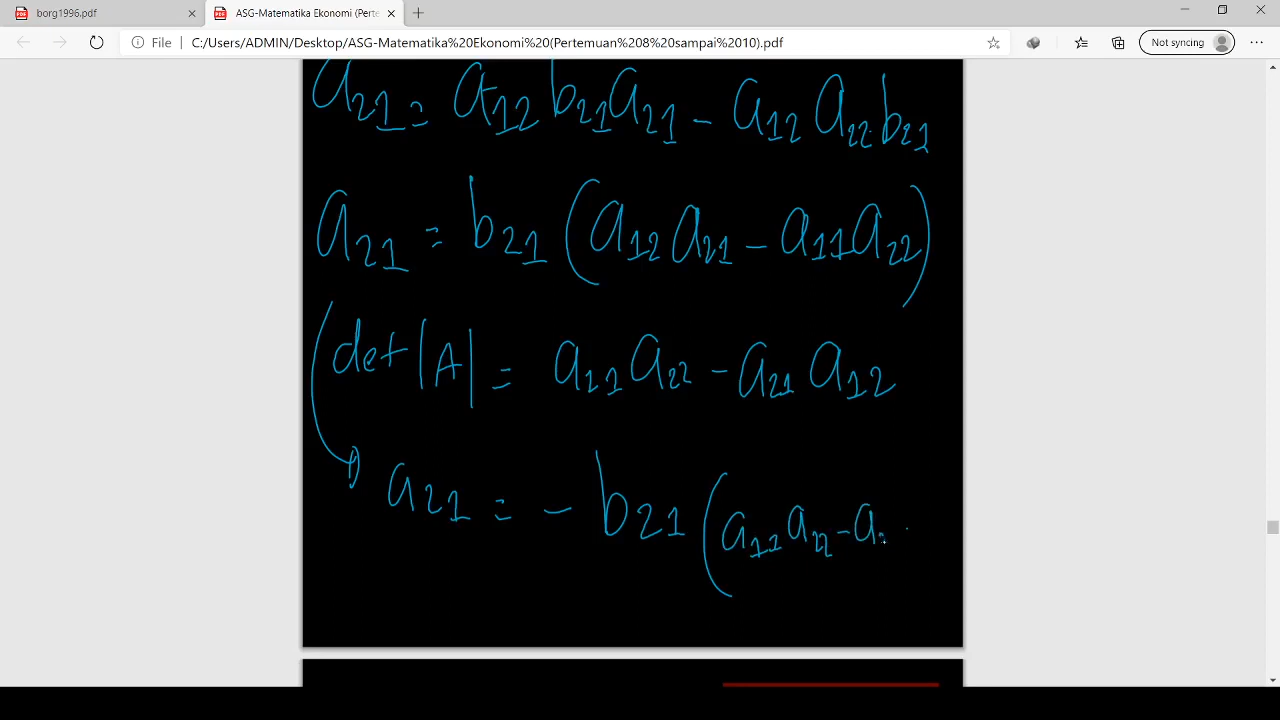 borg1996.pdf
ASG-Matematika Ekonomi (Perte
File C:/Users/ADMIN/Desktop/ASG-Matematika%20Ekonomi%20(Pertemuan%208%20sampai%2010).pdf
Not syncing
a21 = a12 b21 a21 - a12 a22 b21
a21 = b21 (a12 a21 - a11 a22)
det |A| = a11 a22 - a21 a12
a21 = - b21 (a11 a22 - a